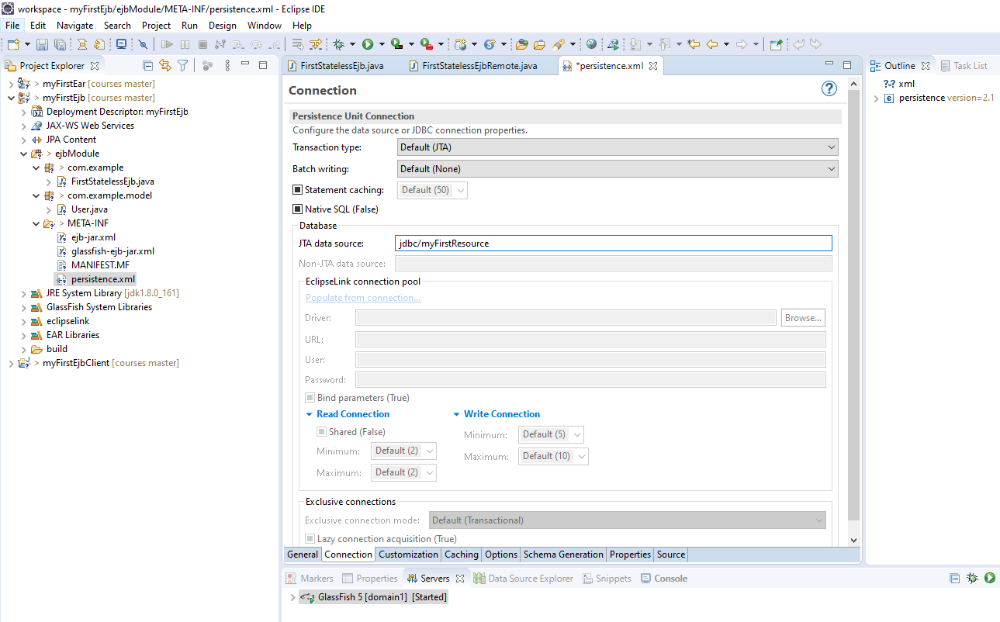 workspace - myFirstEjb/ejbModule/META-INF/persistence.xml - Eclipse IDE
File Edit Navigate Search Project Run Design Window Help
Project Explorer
> myFirstEar [courses master]
> myFirstEjb [courses master]
Deployment Descriptor: myFirstEjb
JAX-WS Web Services
JPA Content
> ejbModule
> com.example
FirstStatelessEjb.java
> com.example.model
User.java
> META-INF
ejb-jar.xml
glassfish-ejb-jar.xml
MANIFEST.MF
persistence.xml
JRE System Library [jdk1.8.0_161]
GlassFish System Libraries
eclipselink
EAR Libraries
build
> myFirstEjbClient [courses master]
FirstStatelessEjb.java FirstStatelessEjbRemote.java *persistence.xml
Connection
Persistence Unit Connection
Configure the data source or JDBC connection properties.
Transaction type: Default (JTA)
Batch writing: Default (None)
Statement caching: Default (50)
Native SQL (False)
Database
JTA data source: jdbc/myFirstResource
Non-JTA data source:
EclipseLink connection pool
Populate from connection...
Driver: Browse...
URL:
User:
Password:
Bind parameters (True)
Read Connection Write Connection
Shared (False)
Minimum: Default (5)
Minimum: Default (2)
Maximum: Default (10)
Maximum: Default (2)
Exclusive connections
Exclusive connection mode: Default (Transactional)
Lazy connection acquisition (True)
General Connection Customization Caching Options Schema Generation Properties Source
Outline Task List
?=? xml
persistence version=2.1
Markers Properties Servers Data Source Explorer Snippets Console
GlassFish 5 [domain1] [Started]